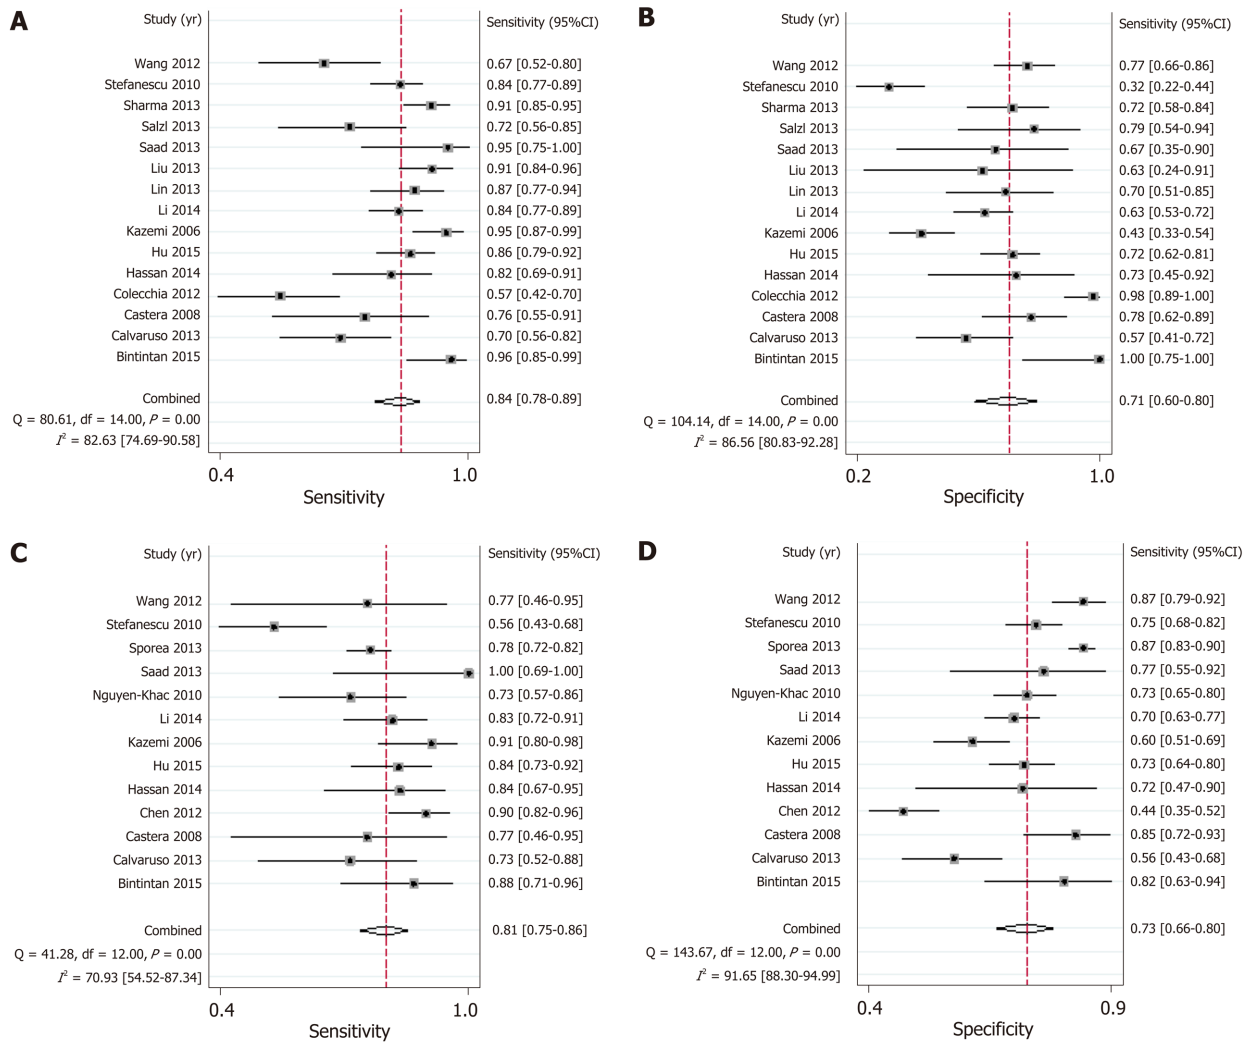 A
Study (yr) Sensitivity (95%CI)
Wang 2012 0.67 [0.52-0.80]
Stefanescu 2010 0.84 [0.77-0.89]
Sharma 2013 0.91 [0.85-0.95]
Salzl 2013 0.72 [0.56-0.85]
Saad 2013 0.95 [0.75-1.00]
Liu 2013 0.91 [0.84-0.96]
Lin 2013 0.87 [0.77-0.94]
Li 2014 0.84 [0.77-0.89]
Kazemi 2006 0.95 [0.87-0.99]
Hu 2015 0.86 [0.79-0.92]
Hassan 2014 0.82 [0.69-0.91]
Colecchia 2012 0.57 [0.42-0.70]
Castera 2008 0.76 [0.55-0.91]
Calvaruso 2013 0.70 [0.56-0.82]
Bintintan 2015 0.96 [0.85-0.99]
Combined 0.84 [0.78-0.89]
Q = 80.61, df = 14.00, P = 0.00
I² = 82.63 [74.69-90.58]
0.4 1.0
Sensitivity
B
Study (yr) Sensitivity (95%CI)
Wang 2012 0.77 [0.66-0.86]
Stefanescu 2010 0.32 [0.22-0.44]
Sharma 2013 0.72 [0.58-0.84]
Salzl 2013 0.79 [0.54-0.94]
Saad 2013 0.67 [0.35-0.90]
Liu 2013 0.63 [0.24-0.91]
Lin 2013 0.70 [0.51-0.85]
Li 2014 0.63 [0.53-0.72]
Kazemi 2006 0.43 [0.33-0.54]
Hu 2015 0.72 [0.62-0.81]
Hassan 2014 0.73 [0.45-0.92]
Colecchia 2012 0.98 [0.89-1.00]
Castera 2008 0.78 [0.62-0.89]
Calvaruso 2013 0.57 [0.41-0.72]
Bintintan 2015 1.00 [0.75-1.00]
Combined 0.71 [0.60-0.80]
Q = 104.14, df = 14.00, P = 0.00
I² = 86.56 [80.83-92.28]
0.2 1.0
Specificity
C
Study (yr) Sensitivity (95%CI)
Wang 2012 0.77 [0.46-0.95]
Stefanescu 2010 0.56 [0.43-0.68]
Sporea 2013 0.78 [0.72-0.82]
Saad 2013 1.00 [0.69-1.00]
Nguyen-Khac 2010 0.73 [0.57-0.86]
Li 2014 0.83 [0.72-0.91]
Kazemi 2006 0.91 [0.80-0.98]
Hu 2015 0.84 [0.73-0.92]
Hassan 2014 0.84 [0.67-0.95]
Chen 2012 0.90 [0.82-0.96]
Castera 2008 0.77 [0.46-0.95]
Calvaruso 2013 0.73 [0.52-0.88]
Bintintan 2015 0.88 [0.71-0.96]
Combined 0.81 [0.75-0.86]
Q = 41.28, df = 12.00, P = 0.00
I² = 70.93 [54.52-87.34]
0.4 1.0
Sensitivity
D
Study (yr) Sensitivity (95%CI)
Wang 2012 0.87 [0.79-0.92]
Stefanescu 2010 0.75 [0.68-0.82]
Sporea 2013 0.87 [0.83-0.90]
Saad 2013 0.77 [0.55-0.92]
Nguyen-Khac 2010 0.73 [0.65-0.80]
Li 2014 0.70 [0.63-0.77]
Kazemi 2006 0.60 [0.51-0.69]
Hu 2015 0.73 [0.64-0.80]
Hassan 2014 0.72 [0.47-0.90]
Chen 2012 0.44 [0.35-0.52]
Castera 2008 0.85 [0.72-0.93]
Calvaruso 2013 0.56 [0.43-0.68]
Bintintan 2015 0.82 [0.63-0.94]
Combined 0.73 [0.66-0.80]
Q = 143.67, df = 12.00, P = 0.00
I² = 91.65 [88.30-94.99]
0.4 0.9
Specificity